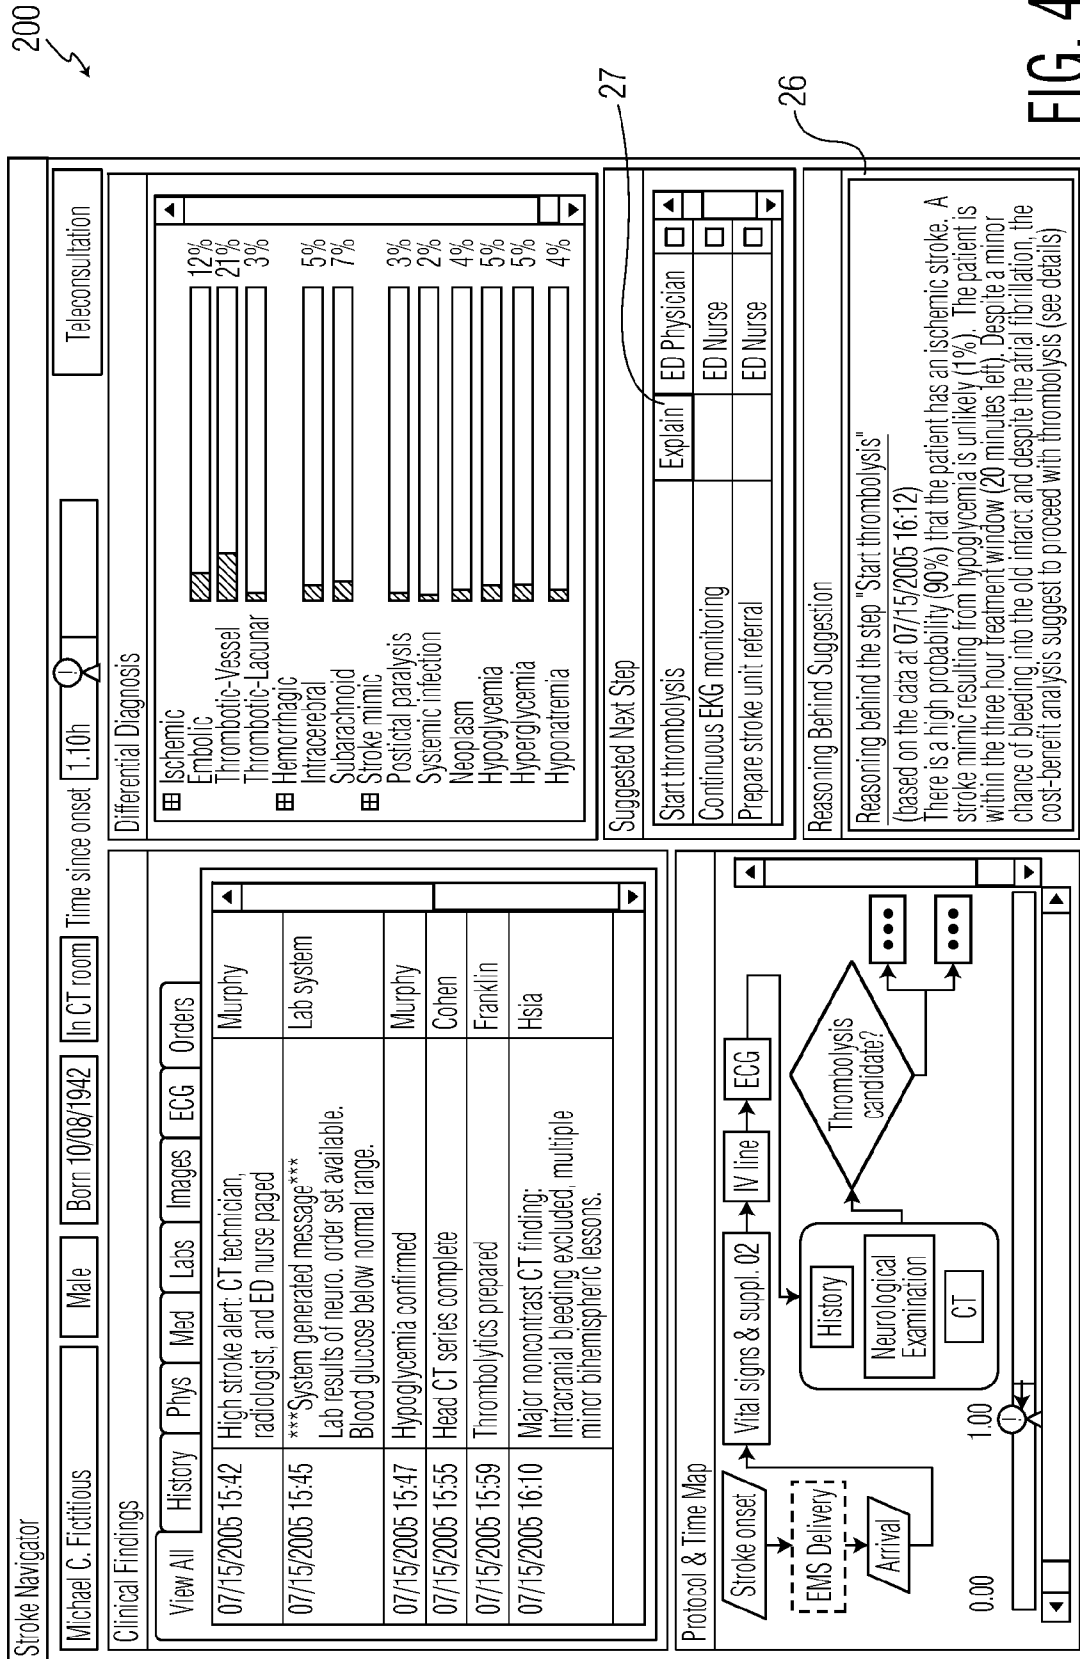 200
Stroke Navigator
Michael C. Fictitious
Male
Born 10/08/1942
In CT room
Time since onset
1.10h
!
Teleconsultation
Clinical Findings
View All
History
Phys
Med
Labs
Images
ECG
Orders
07/15/2005 15:42
High stroke alert: CT technician,
radiologist, and ED nurse paged
Murphy
07/15/2005 15:45
***System generated message***
Lab results of neuro. order set available.
Blood glucose below normal range.
Lab system
07/15/2005 15:47
Hypoglycemia confirmed
Murphy
07/15/2005 15:55
Head CT series complete
Cohen
07/15/2005 15:59
Thrombolytics prepared
Franklin
07/15/2005 16:10
Major noncontrast CT finding:
Intracranial bleeding excluded, multiple
minor bihemispheric lessons.
Hsia
Differential Diagnosis
Ischemic
Embolic 12%
Thrombotic-Vessel 21%
Thrombotic-Lacunar 3%
Hemorrhagic
Intracerebral 5%
Subarachnoid 7%
Stroke mimic
Postictal paralysis 3%
Systemic infection 2%
Neoplasm 4%
Hypoglycemia 5%
Hyperglycemia 5%
Hyponatremia 4%
Suggested Next Step
27
Start thrombolysis
Explain
ED Physician
Continuous EKG monitoring
ED Nurse
Prepare stroke unit referral
ED Nurse
Protocol & Time Map
Stroke onset
EMS Delivery
Arrival
Vital signs & suppl. 02
IV line
ECG
History
Neurological
Examination
CT
Thrombolysis
candidate?
0.00
1.00
!
Reasoning Behind Suggestion
26
Reasoning behind the step "Start thrombolysis"
(based on the data at 07/15/2005 16:12)
There is a high probability (90%) that the patient has an ischemic stroke. A
stroke mimic resulting from hypoglycemia is unlikely (1%). The patient is
within the three hour treatment window (20 minutes left). Despite a minor
chance of bleeding into the old infarct and despite the atrial fibrillation, the
cost-benefit analysis suggest to proceed with thrombolysis (see details)
FIG. 4